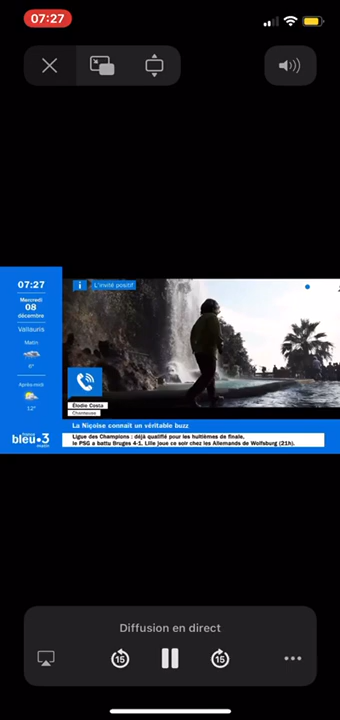 07:27
07:27
Mercredi
08
décembre
Vallauris
Matin
6°
Après-midi
12°
france
bleu•3
matin
L'invité positif
Élodie Costa
Chanteuse
La Niçoise connaît un véritable buzz
Ligue des Champions : déjà qualifié pour les huitièmes de finale,
le PSG a battu Bruges 4-1. Lille joue ce soir chez les Allemands de Wolfsburg (21h).
Diffusion en direct
15
15